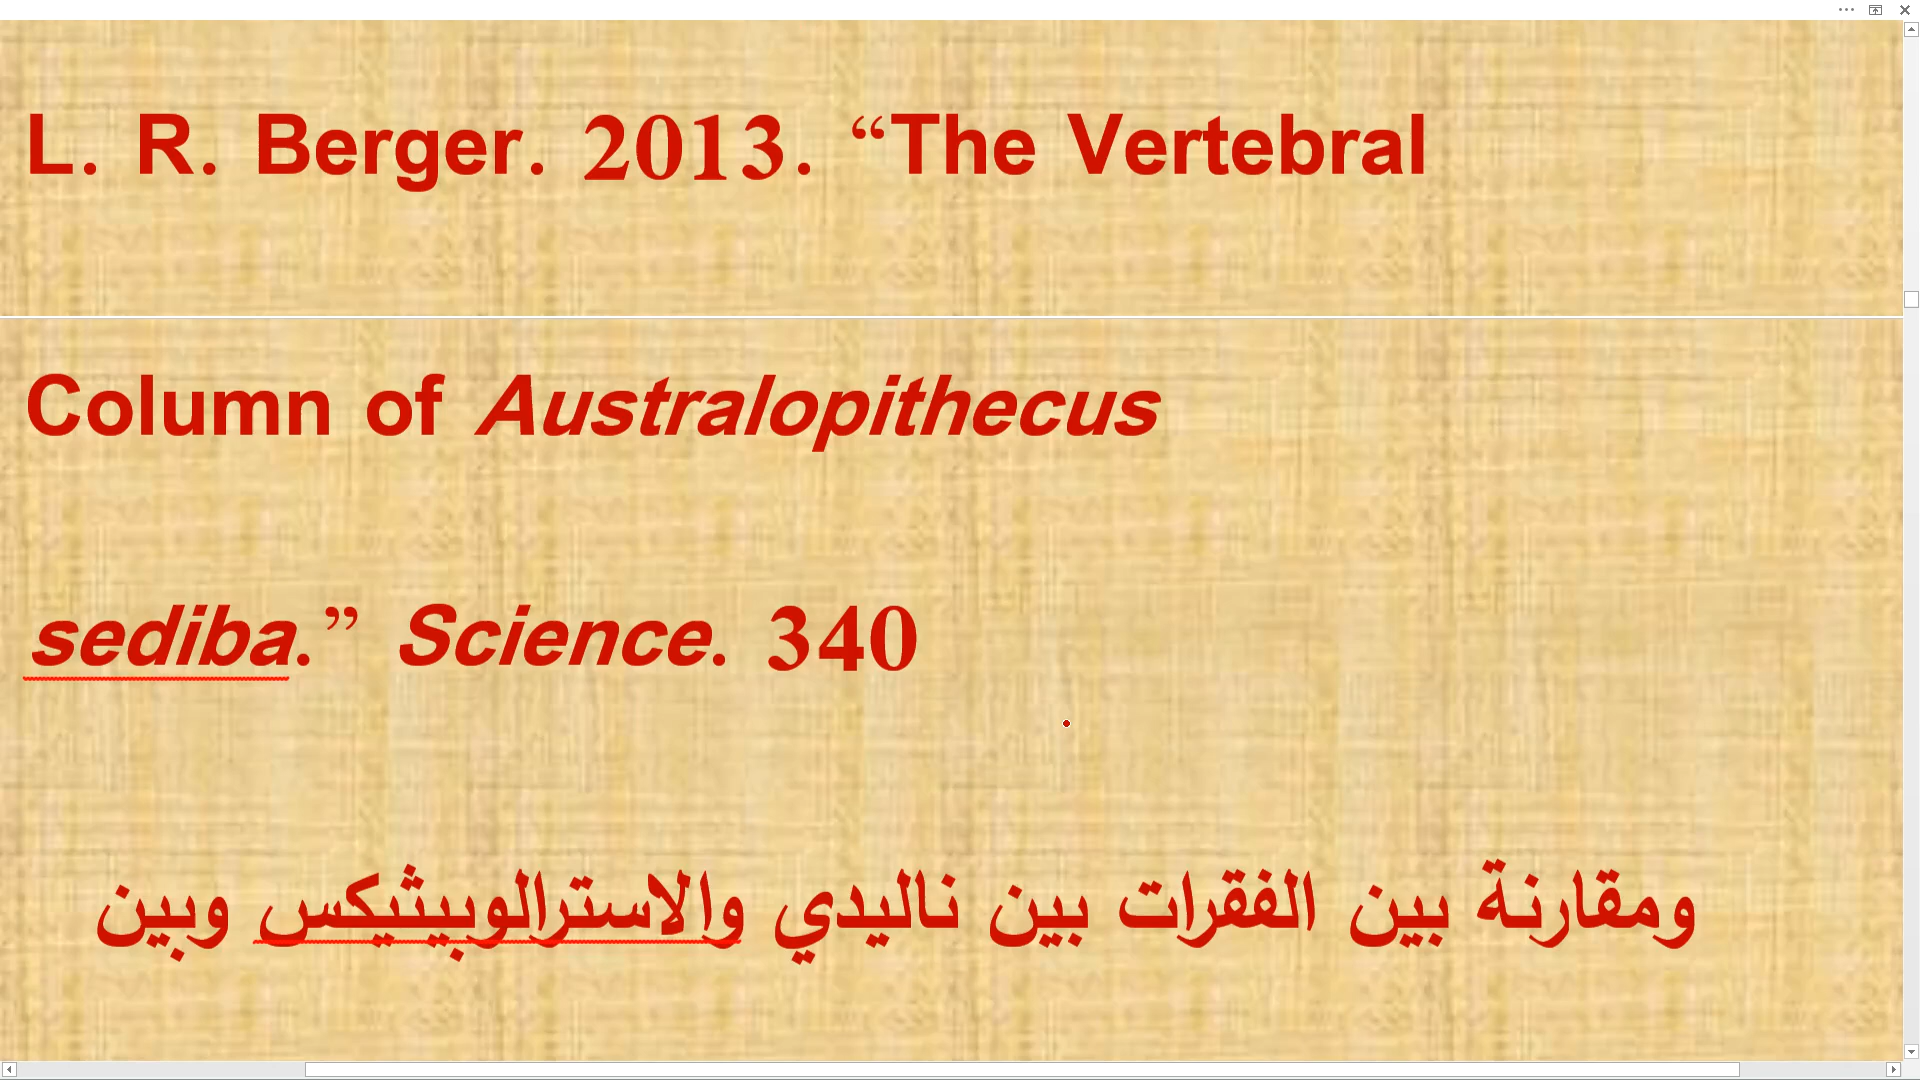 L. R. Berger. 2013. “The Vertebral
Column of Australopithecus
sediba.” Science. 340
ومقارنة بين الفقرات بين ناليدي والاسترالوبيثيكس وبين